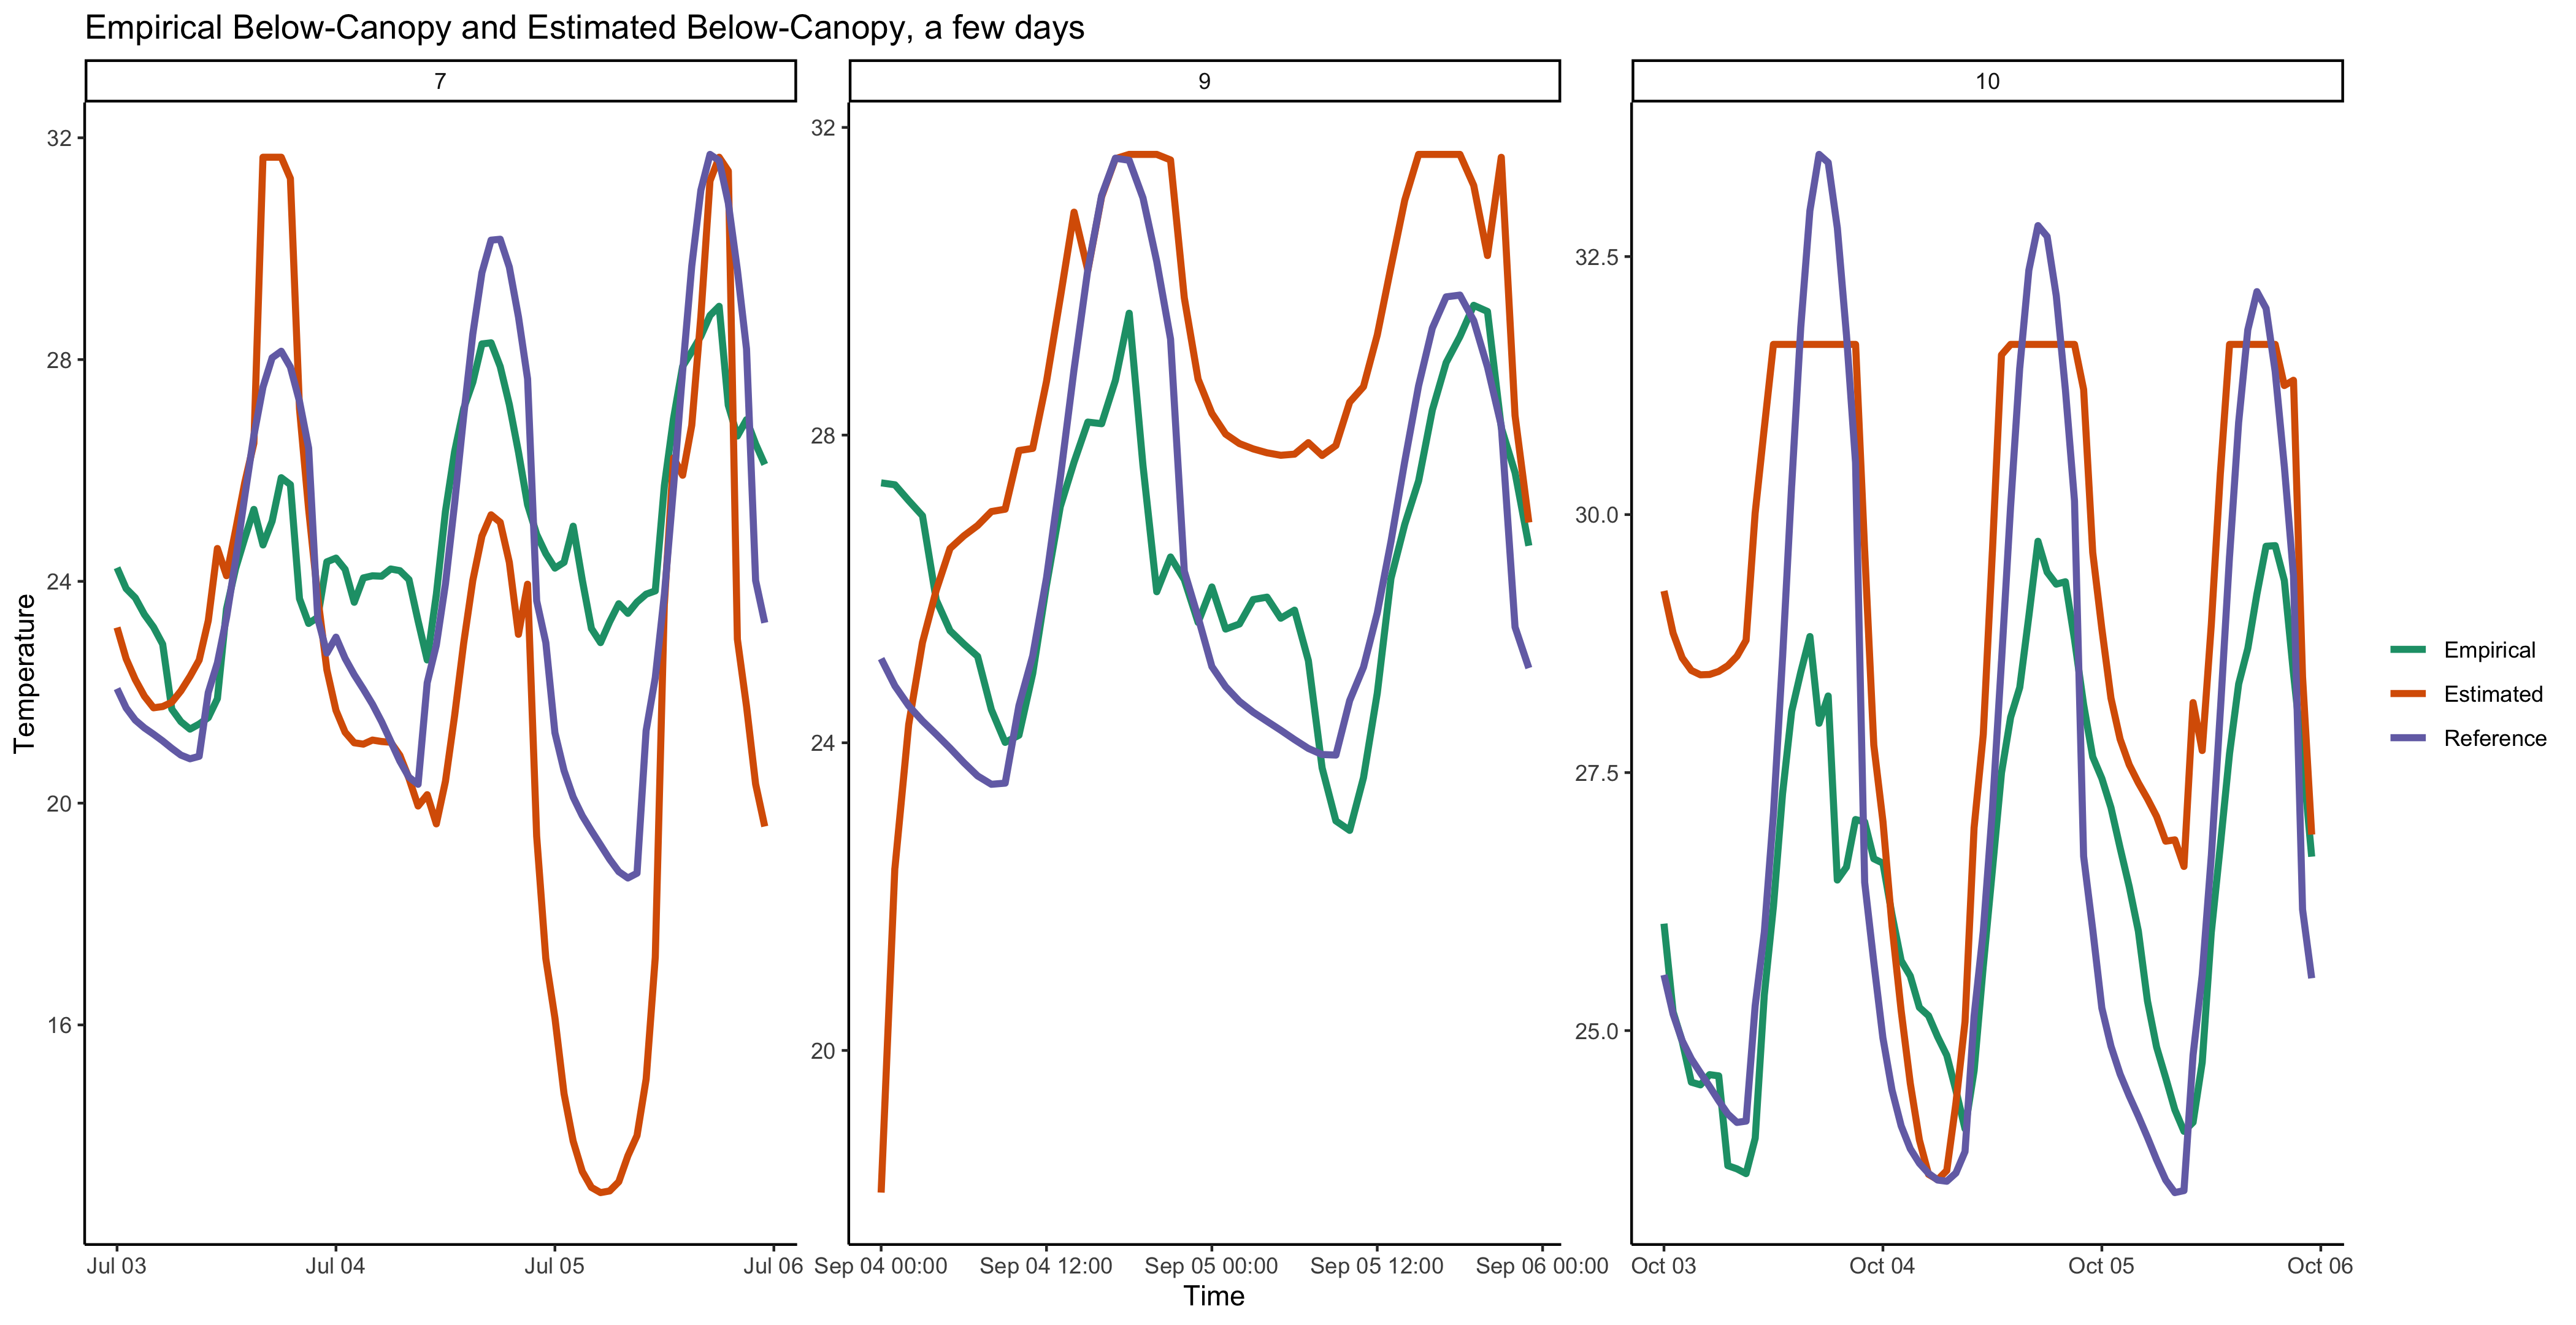 Empirical Below-Canopy and Estimated Below-Canopy, a few days
7
9
10
Temperature
32
28
24
20
16
32
28
24
20
32.5
30.0
27.5
25.0
Jul 03
Jul 04
Jul 05
Jul 06
Sep 04 00:00
Sep 04 12:00
Sep 05 00:00
Sep 05 12:00
Sep 06 00:00
Oct 03
Oct 04
Oct 05
Oct 06
Time
Empirical
Estimated
Reference